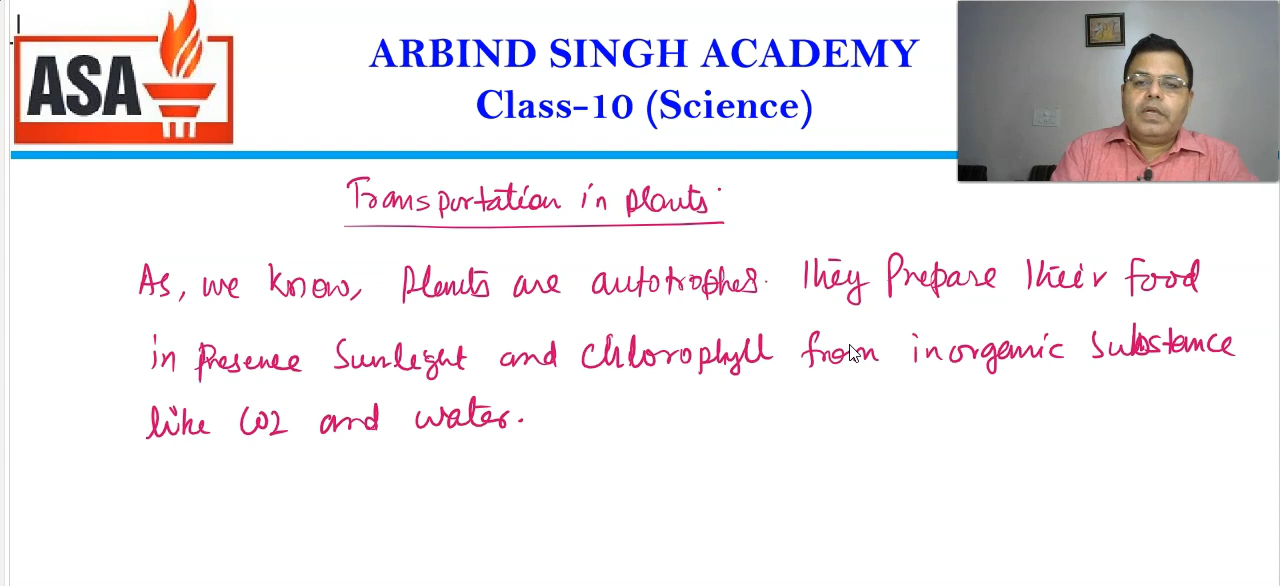 ASA
ARBIND SINGH ACADEMY
Class-10 (Science)
Transportation in plants.
As, we know, plants are autotrophes. They Prepare their food
in presence sunlight and chlorophyll from inorganic substance
like CO2 and water.